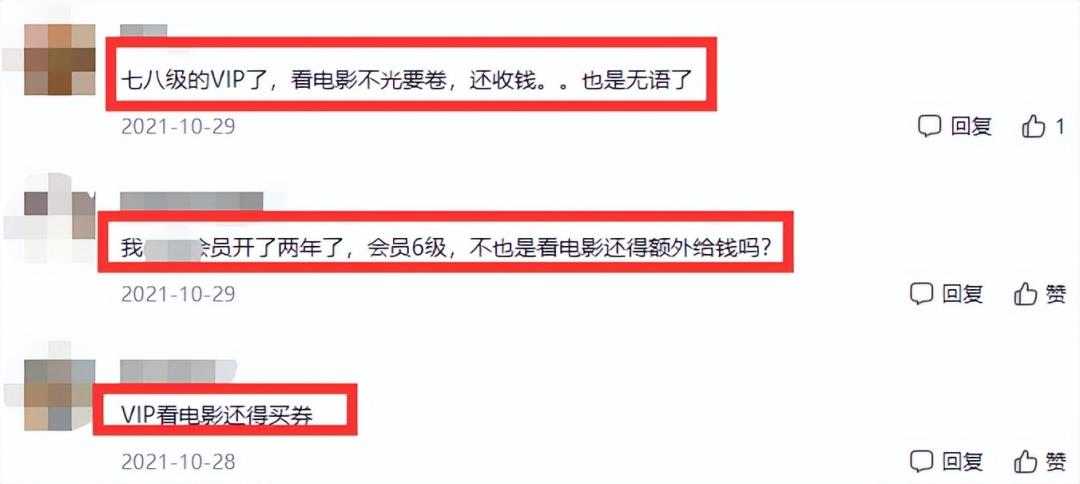 七八级的VIP了，看电影不光要卷，还收钱。。也是无语了
2021-10-29 回复 1
我 会员开了两年了，会员6级，不也是看电影还得额外给钱吗？
2021-10-29 回复 赞
VIP看电影还得买券
2021-10-28 回复 赞